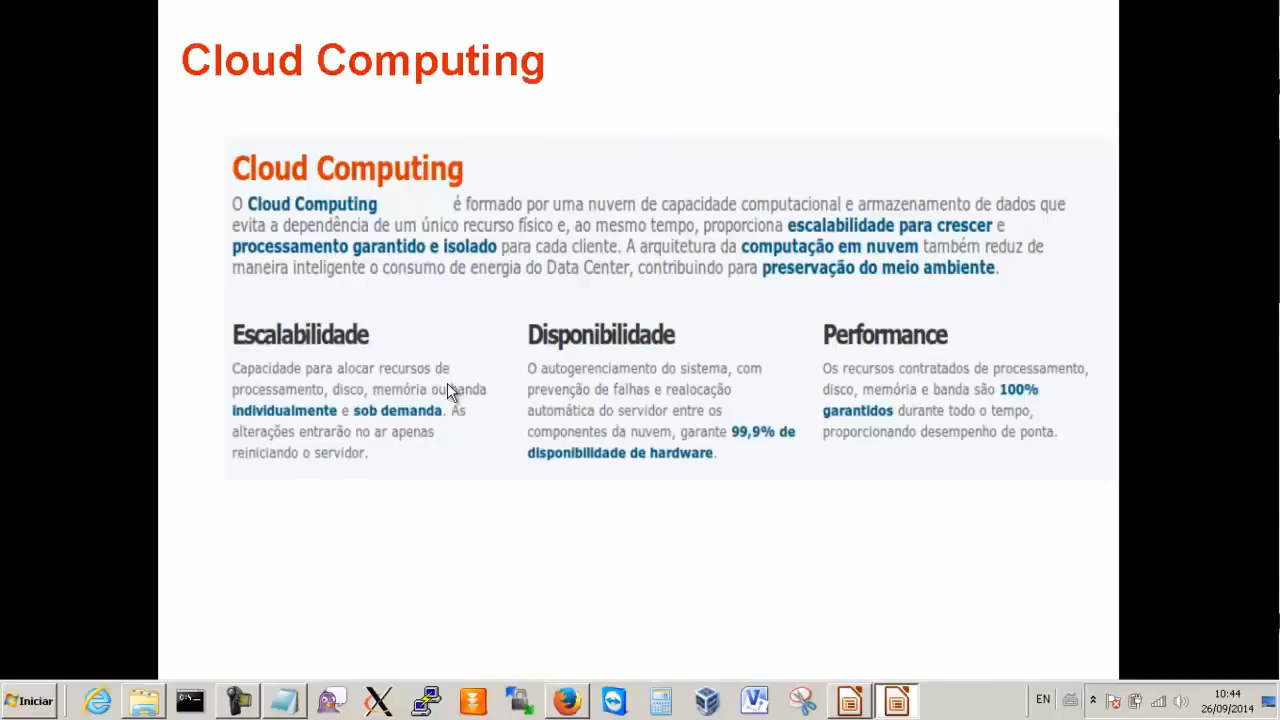 Cloud Computing
Cloud Computing
O Cloud Computing é formado por uma nuvem de capacidade computacional e armazenamento de dados que
evita a dependência de um único recurso físico e, ao mesmo tempo, proporciona escalabilidade para crescer e
processamento garantido e isolado para cada cliente. A arquitetura da computação em nuvem também reduz de
maneira inteligente o consumo de energia do Data Center, contribuindo para preservação do meio ambiente.
Escalabilidade
Capacidade para alocar recursos de
processamento, disco, memória ou banda
individualmente e sob demanda. As
alterações entrarão no ar apenas
reiniciando o servidor.
Disponibilidade
O autogerenciamento do sistema, com
prevenção de falhas e realocação
automática do servidor entre os
componentes da nuvem, garante 99,9% de
disponibilidade de hardware.
Performance
Os recursos contratados de processamento,
disco, memória e banda são 100%
garantidos durante todo o tempo,
proporcionando desempenho de ponta.
Iniciar
EN
10:44
26/09/2014